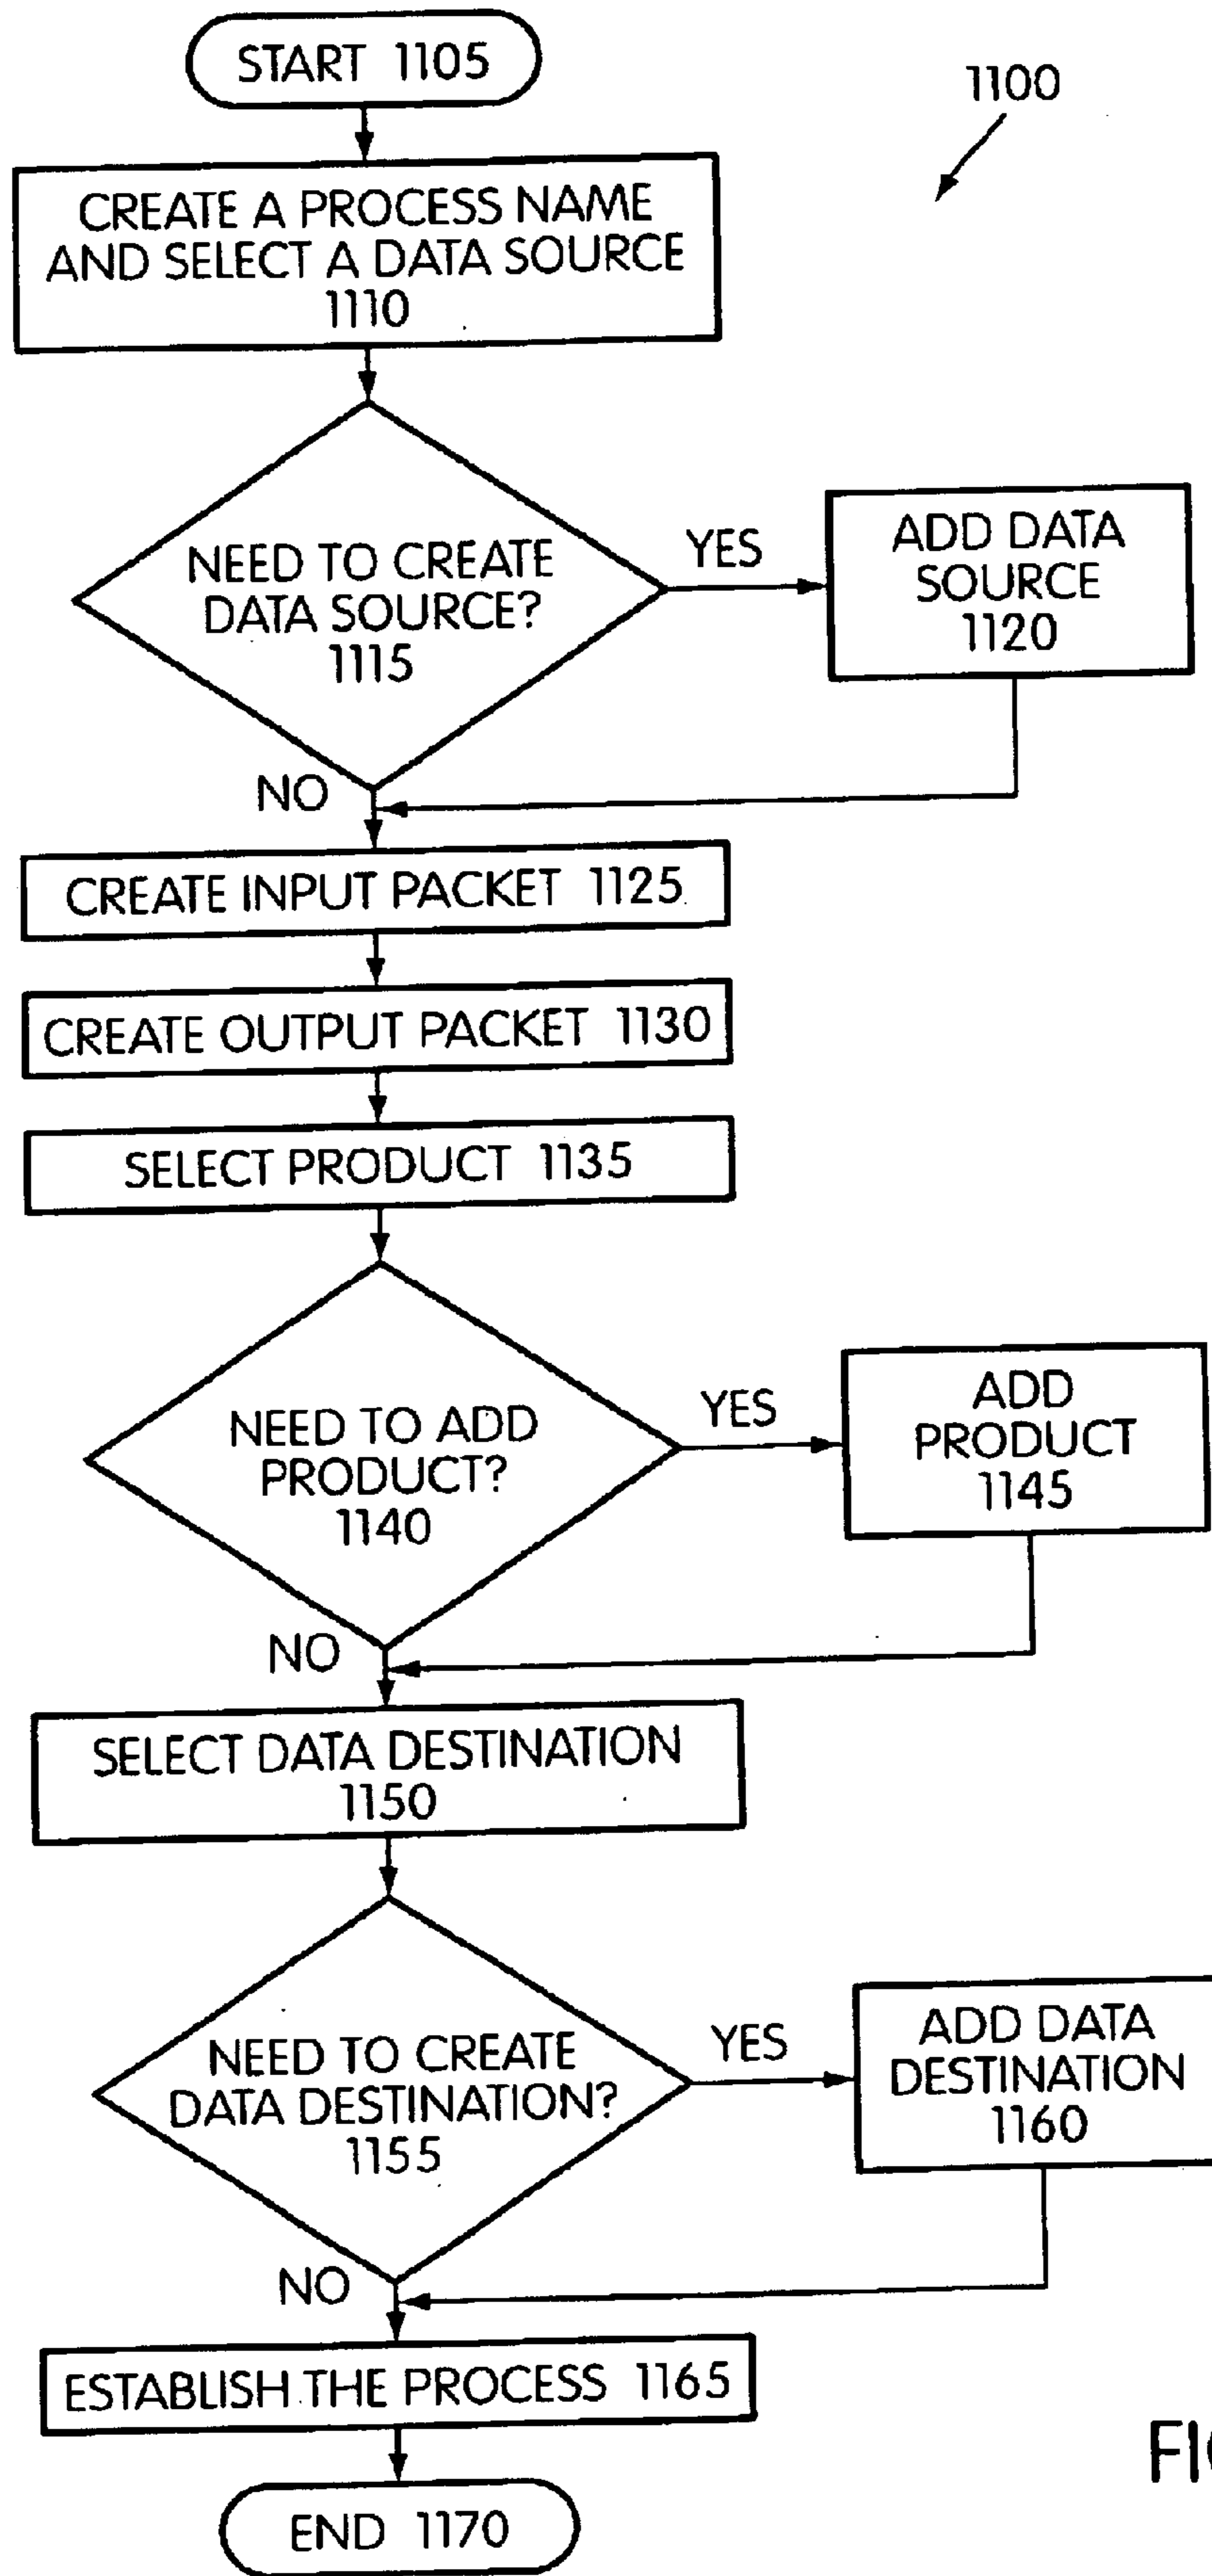 START 1105
1100
CREATE A PROCESS NAME
AND SELECT A DATA SOURCE
1110
NEED TO CREATE
DATA SOURCE?
1115
YES
ADD DATA
SOURCE
1120
NO
CREATE INPUT PACKET 1125
CREATE OUTPUT PACKET 1130
SELECT PRODUCT 1135
NEED TO ADD
PRODUCT?
1140
YES
ADD
PRODUCT
1145
NO
SELECT DATA DESTINATION
1150
NEED TO CREATE
DATA DESTINATION?
1155
YES
ADD DATA
DESTINATION
1160
NO
ESTABLISH THE PROCESS 1165
END 1170